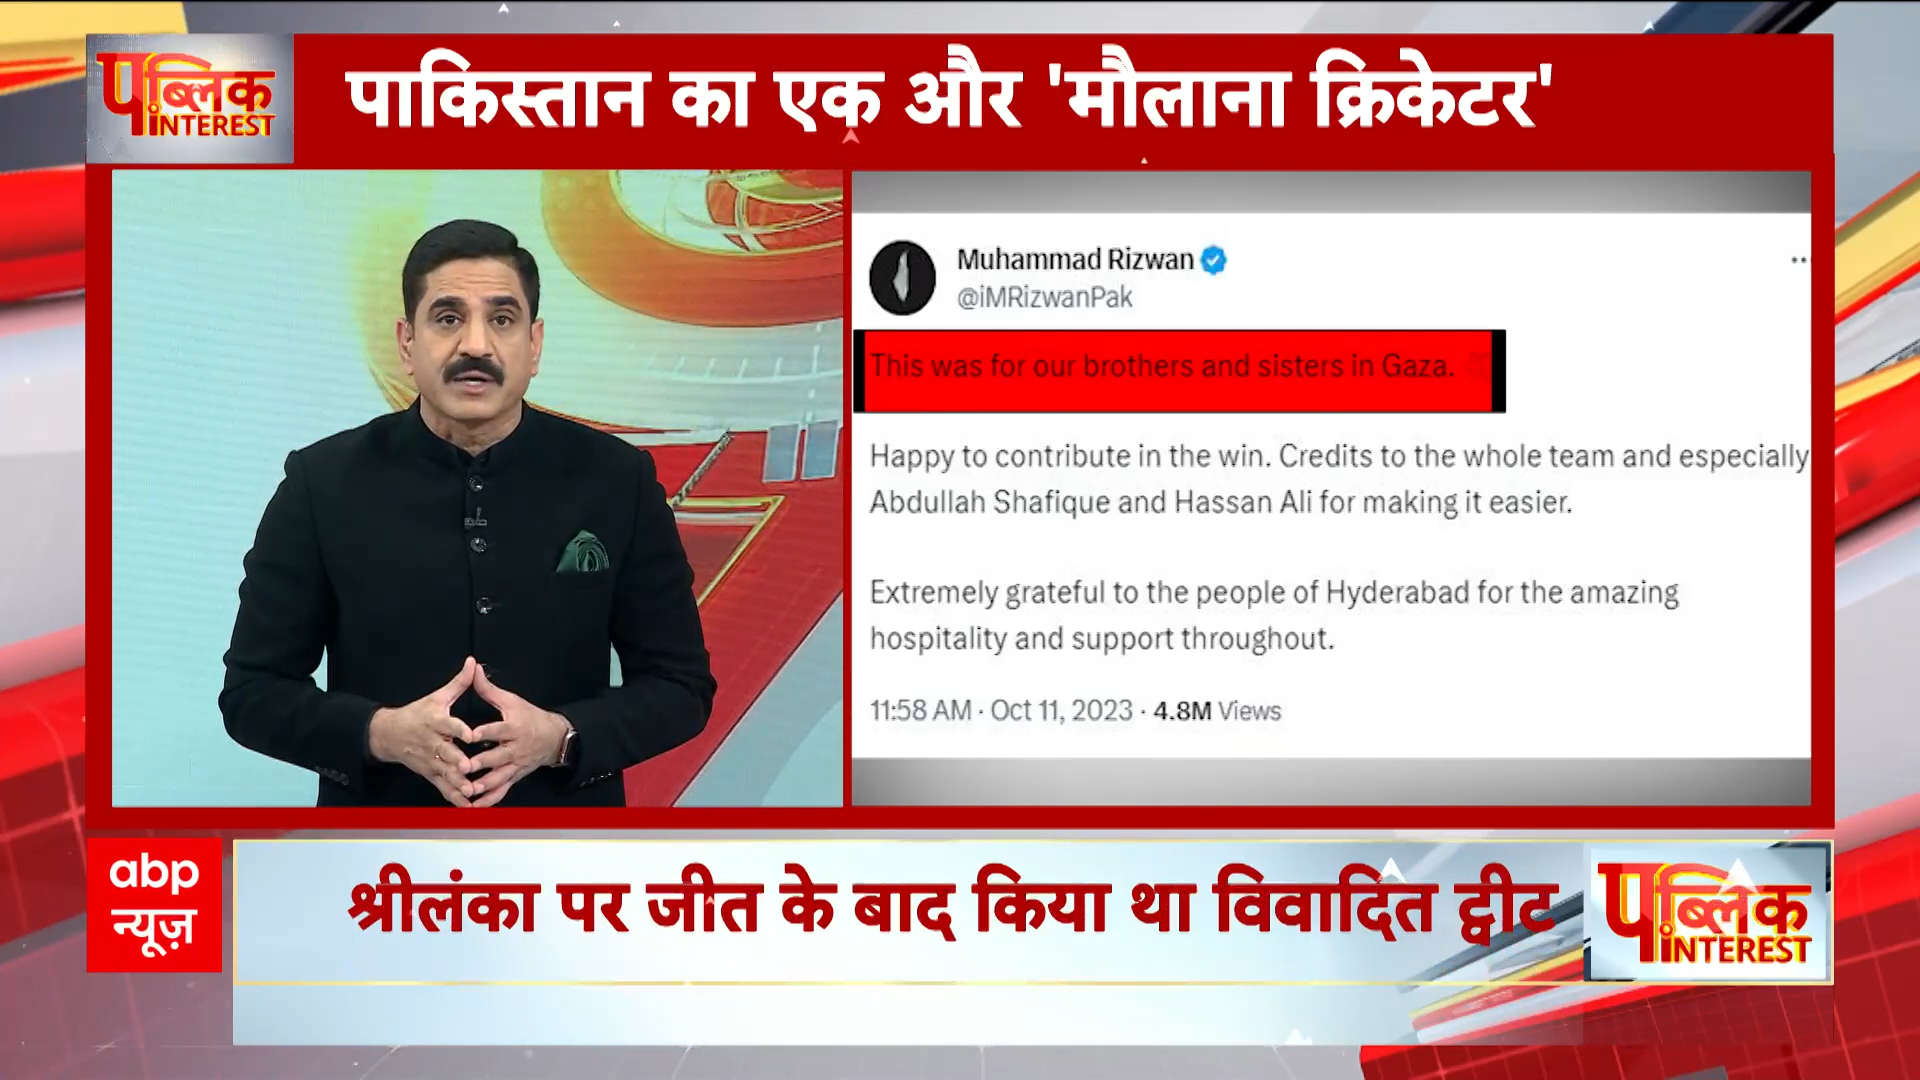 पब्लिक
INTEREST
पाकिस्तान का एक और 'मौलाना क्रिकेटर'
Muhammad Rizwan
@iMRizwanPak
This was for our brothers and sisters in Gaza.
Happy to contribute in the win. Credits to the whole team and especially
Abdullah Shafique and Hassan Ali for making it easier.
Extremely grateful to the people of Hyderabad for the amazing
hospitality and support throughout.
11:58 AM · Oct 11, 2023 · 4.8M Views
abp
न्यूज़
श्रीलंका पर जीत के बाद किया था विवादित ट्वीट
पब्लिक
INTEREST